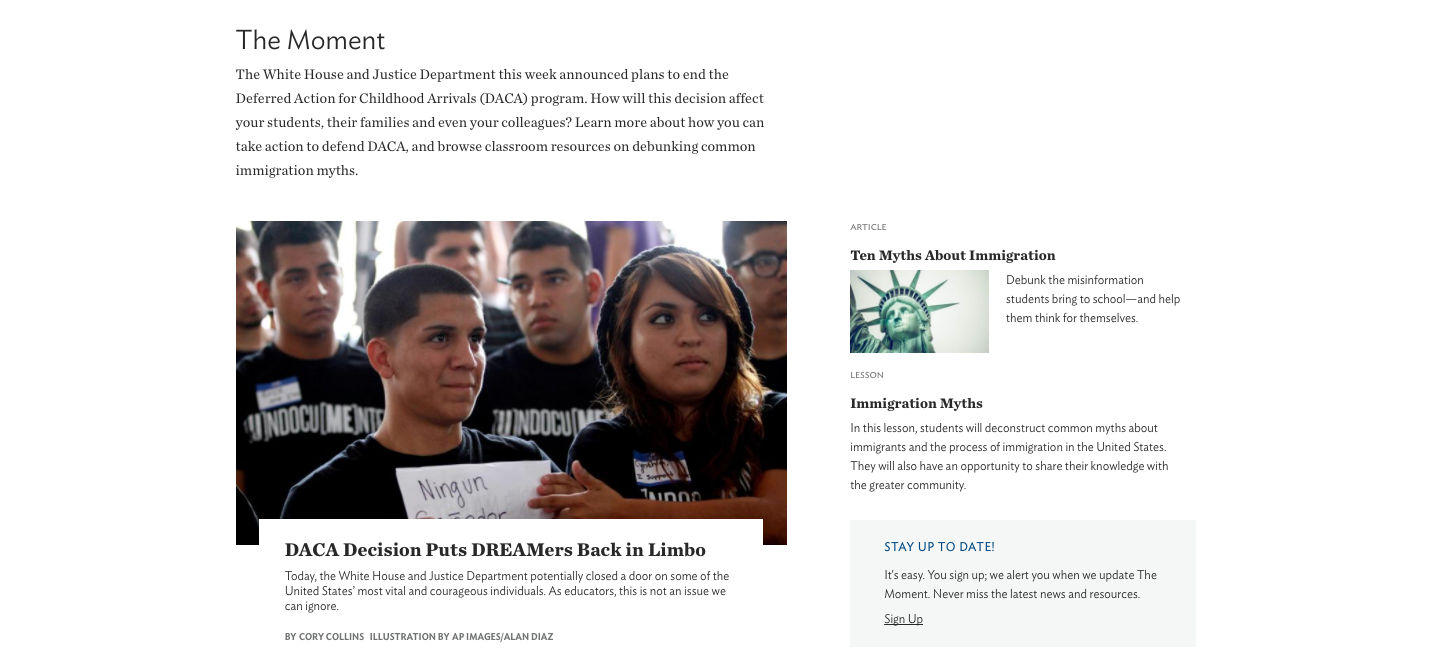 The Moment
The White House and Justice Department this week announced plans to end the
Deferred Action for Childhood Arrivals (DACA) program. How will this decision affect
your students, their families and even your colleagues? Learn more about how you can
take action to defend DACA, and browse classroom resources on debunking common
immigration myths.
UNDOCU[ME]NTE
UNDOCU[ME]N
Ningun
DACA Decision Puts DREAMers Back in Limbo
Today, the White House and Justice Department potentially closed a door on some of the
United States' most vital and courageous individuals. As educators, this is not an issue we
can ignore.
BY CORY COLLINS ILLUSTRATION BY AP IMAGES/ALAN DIAZ
ARTICLE
Ten Myths About Immigration
Debunk the misinformation
students bring to school—and help
them think for themselves.
LESSON
Immigration Myths
In this lesson, students will deconstruct common myths about
immigrants and the process of immigration in the United States.
They will also have an opportunity to share their knowledge with
the greater community.
STAY UP TO DATE!
It's easy. You sign up; we alert you when we update The
Moment. Never miss the latest news and resources.
Sign Up